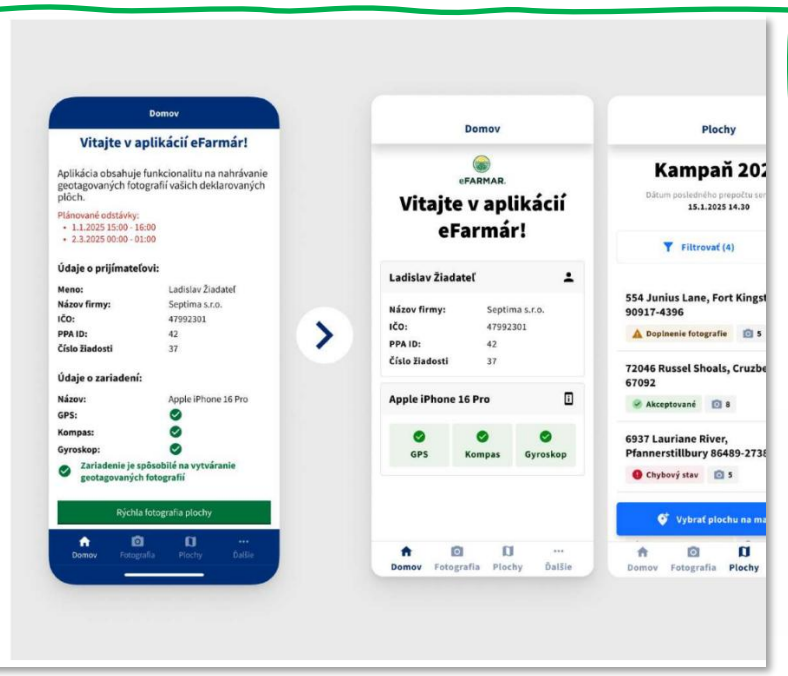 Domov
Vitajte v aplikácií eFarmár!
Aplikácia obsahuje funkcionalitu na nahrávanie
geotagovaných fotografií vašich deklarovaných
plôch.
Plánované odstávky:
• 1.1.2025 15:00 - 16:00
• 2.3.2025 00:00 - 01:00
Údaje o prijímateľovi:
Meno: Ladislav Žiadateľ
Názov firmy: Septima s.r.o.
IČO: 47992301
PPA ID: 42
Číslo žiadosti 37
Údaje o zariadení:
Názov: Apple iPhone 16 Pro
GPS:
Kompas:
Gyroskop:
Zariadenie je spôsobilé na vytváranie
geotagovaných fotografií
Rýchla fotografia plochy
Domov Fotografia Plochy Ďalšie
Domov
eFARMAR.
Vitajte v aplikácií
eFarmár!
Ladislav Žiadateľ
Názov firmy: Septima s.r.o.
IČO: 47992301
PPA ID: 42
Číslo žiadosti 37
Apple iPhone 16 Pro
GPS Kompas Gyroskop
Domov Fotografia Plochy Ďalšie
Plochy
Kampaň 202
Dátum posledného prepočtu
15.1.2025 14.30
Filtrovať (4)
554 Junius Lane, Fort Kingst
90917-4396
Doplnenie fotografie 5
72046 Russel Shoals, Cruzbe
67092
Akceptované 8
6937 Lauriane River,
Pfannerstillbury 86489-2738
Chybový stav 5
Vybrať plochu na ma
Domov Fotografia Plochy